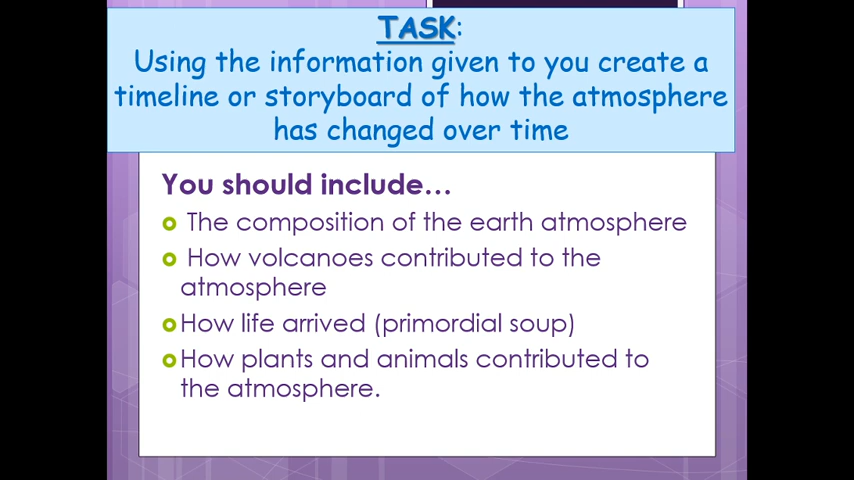 TASK:
Using the information given to you create a
timeline or storyboard of how the atmosphere
has changed over time
You should include…
The composition of the earth atmosphere
How volcanoes contributed to the
atmosphere
How life arrived (primordial soup)
How plants and animals contributed to
the atmosphere.